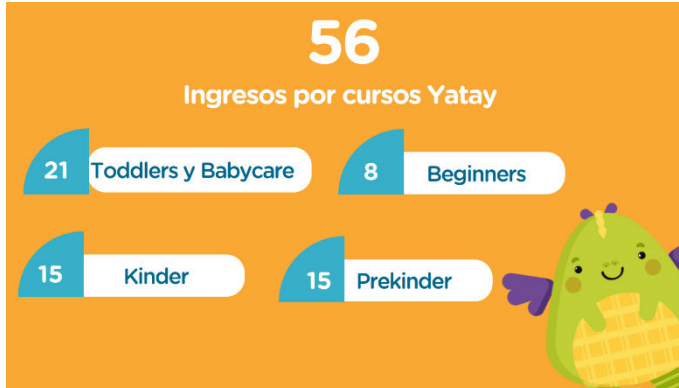 56
Ingresos por cursos Yatay
21 Toddlers y Babycare
8 Beginners
15 Kinder
15 Prekinder